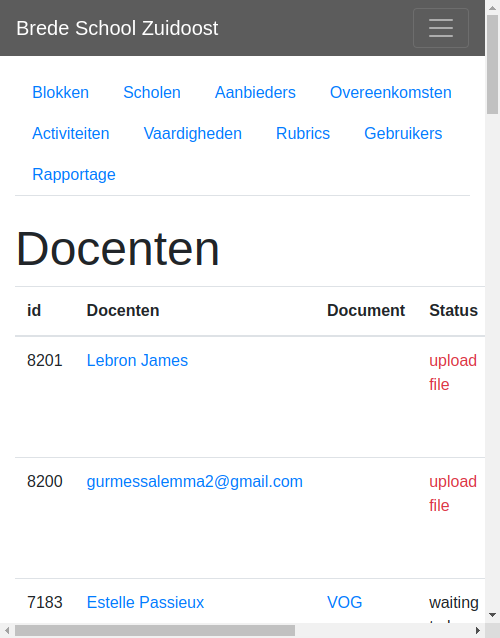 Brede School Zuidoost
Blokken Scholen Aanbieders Overeenkomsten
Activiteiten Vaardigheden Rubrics Gebruikers
Rapportage
Docenten
id Docenten Document Status
8201 Lebron James upload
file
8200 gurmessalemma2@gmail.com upload
file
7183 Estelle Passieux VOG waiting